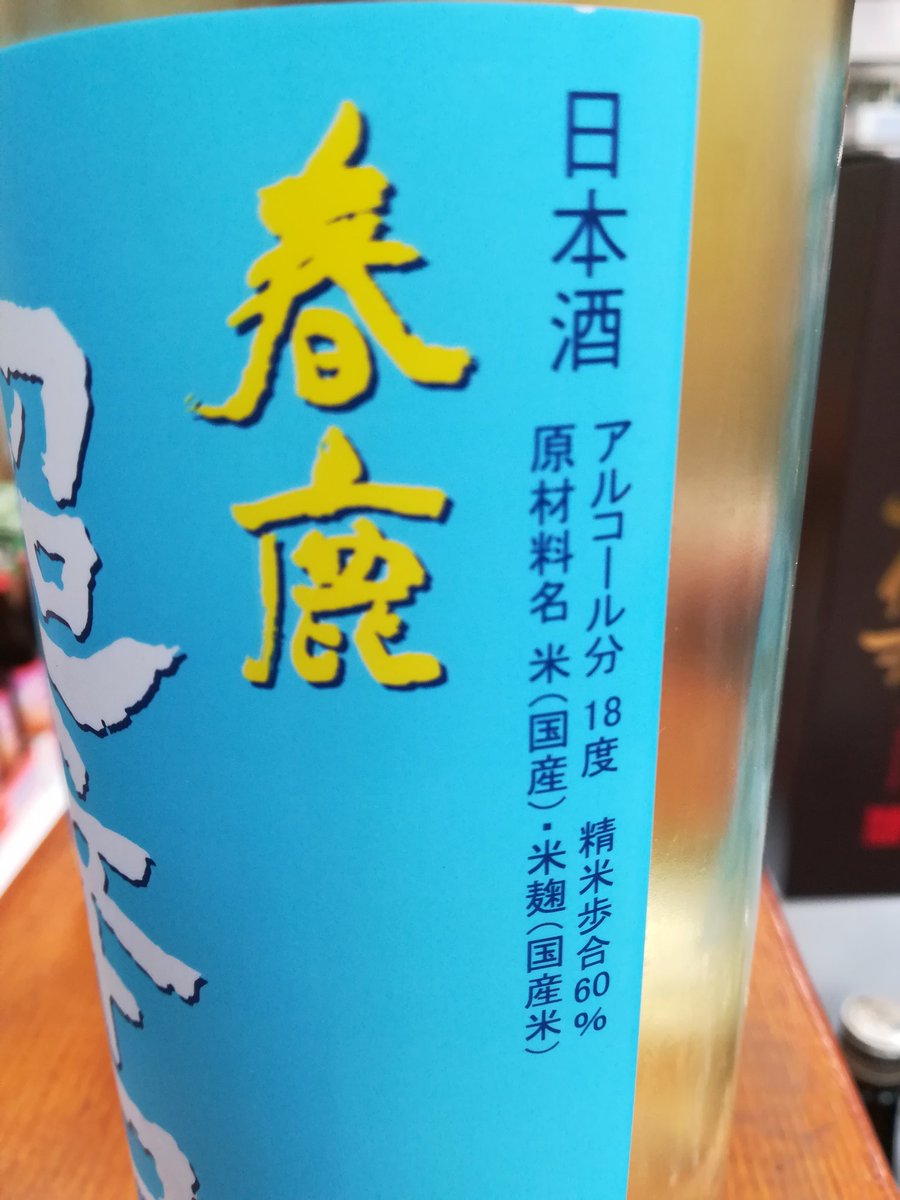 日本酒
アルコール分 18度 精米歩合60%
原材料名 米(国産)・米麹(国産米)
春鹿